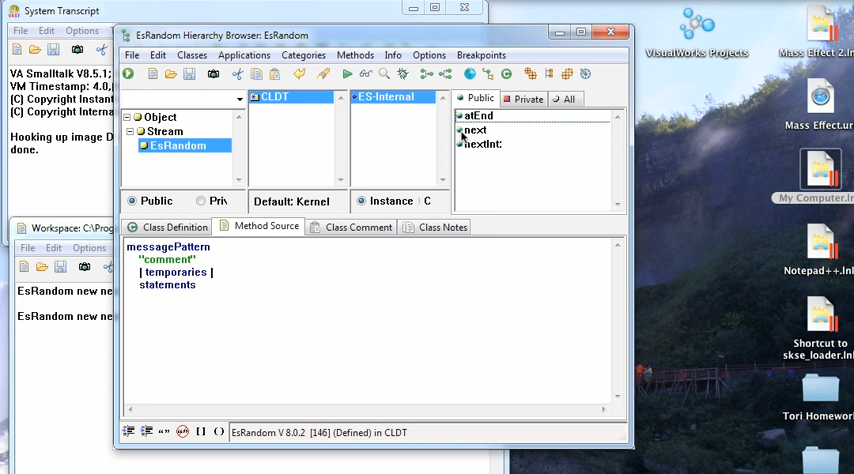 System Transcript
File Edit Options
VA Smalltalk V8.5.1;
VM Timestamp: 4.0,
(C) Copyright Instant
(C) Copyright Interna
Hooking up image D
done.
Workspace: C:\Prog
File Edit Options
EsRandom new ne
EsRandom new ne
EsRandom Hierarchy Browser: EsRandom
File Edit Classes Applications Categories Methods Info Options Breakpoints
Object
Stream
EsRandom
CLDT
ES-Internal
Public Private All
atEnd
next
nextInt:
Public Priv Default: Kernel Instance C
Class Definition Method Source Class Comment Class Notes
messagePattern
"comment"
| temporaries |
statements
EsRandom V 8.0.2 [146] (Defined) in CLDT
VisualWorks Projects
Mass Effect 2.ln
Mass Effect.ur
My Computer.ln
Notepad++.lnk
Shortcut to
skse_loader.lnk
Tori Homework